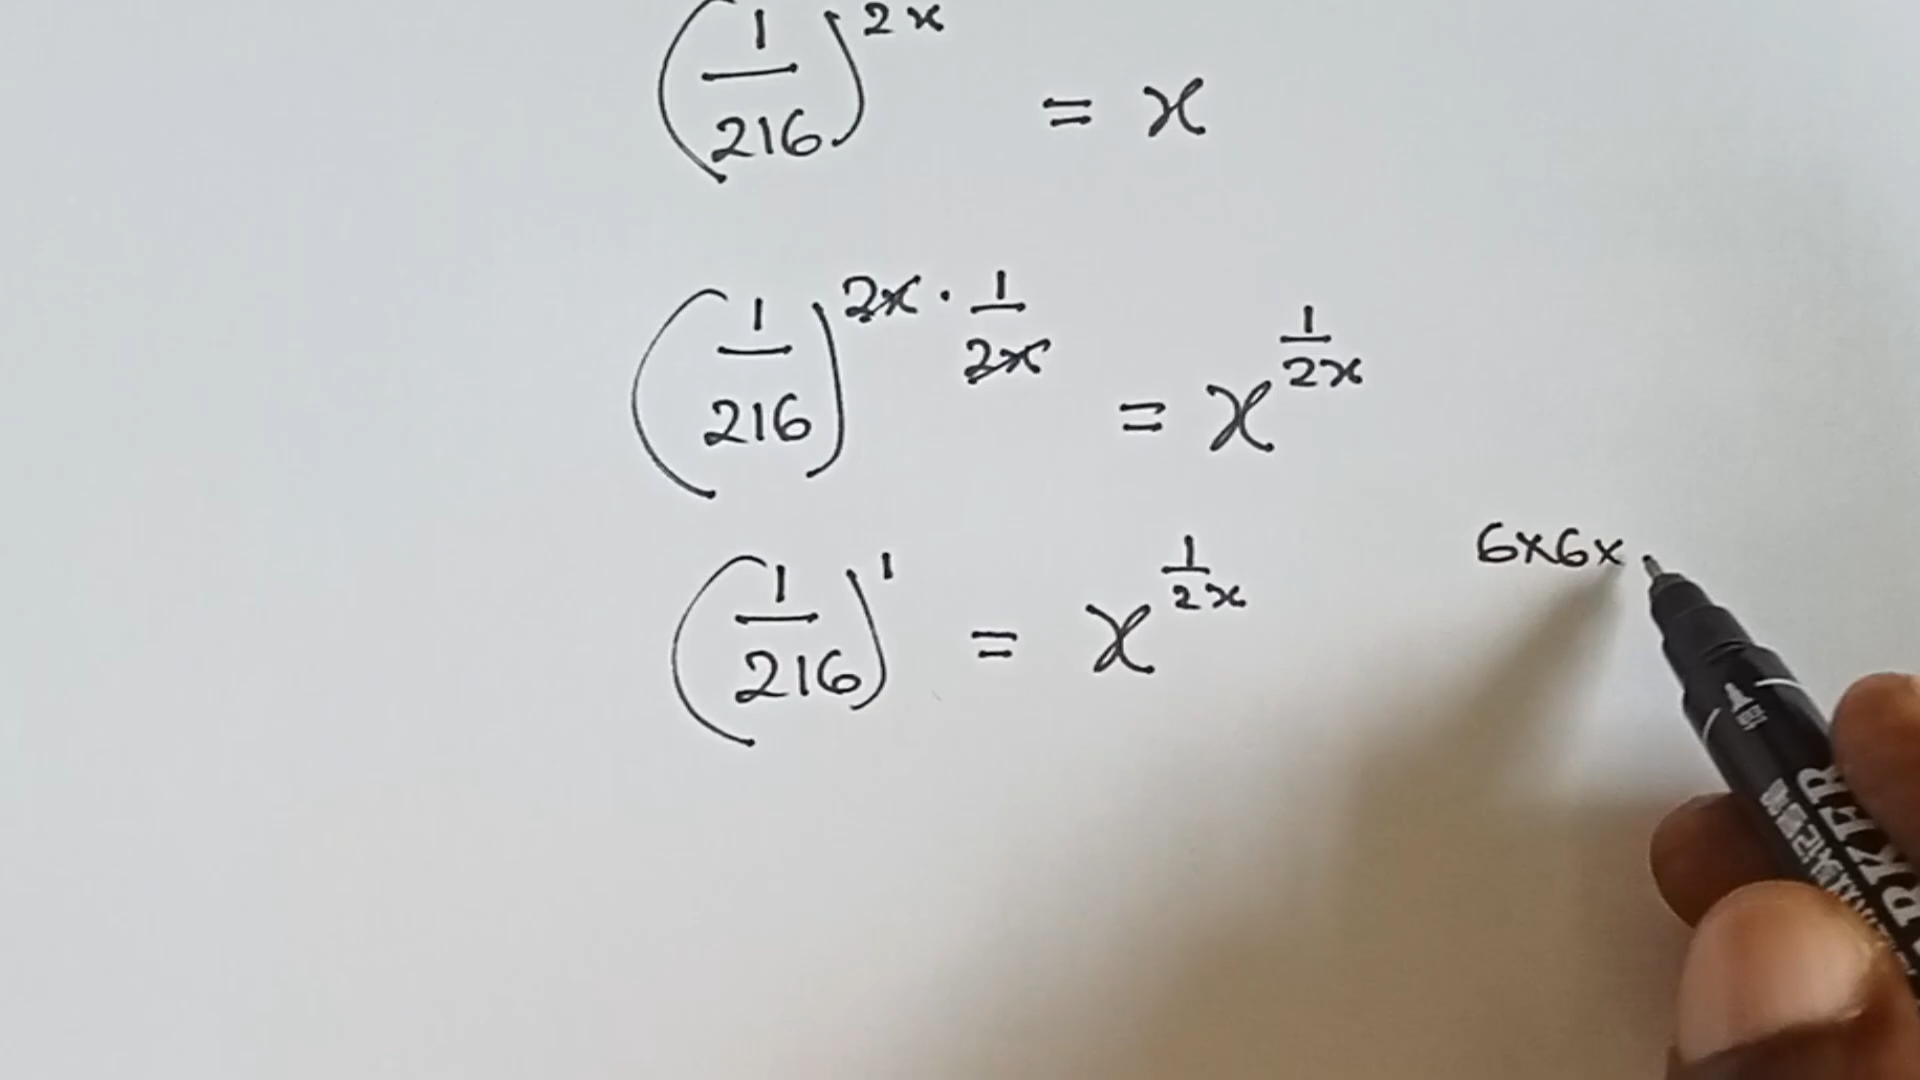 (1/216)^2x = x
(1/216)^2x · 1/2x = x^1/2x
(1/216)^1 = x^1/2x
6×6×